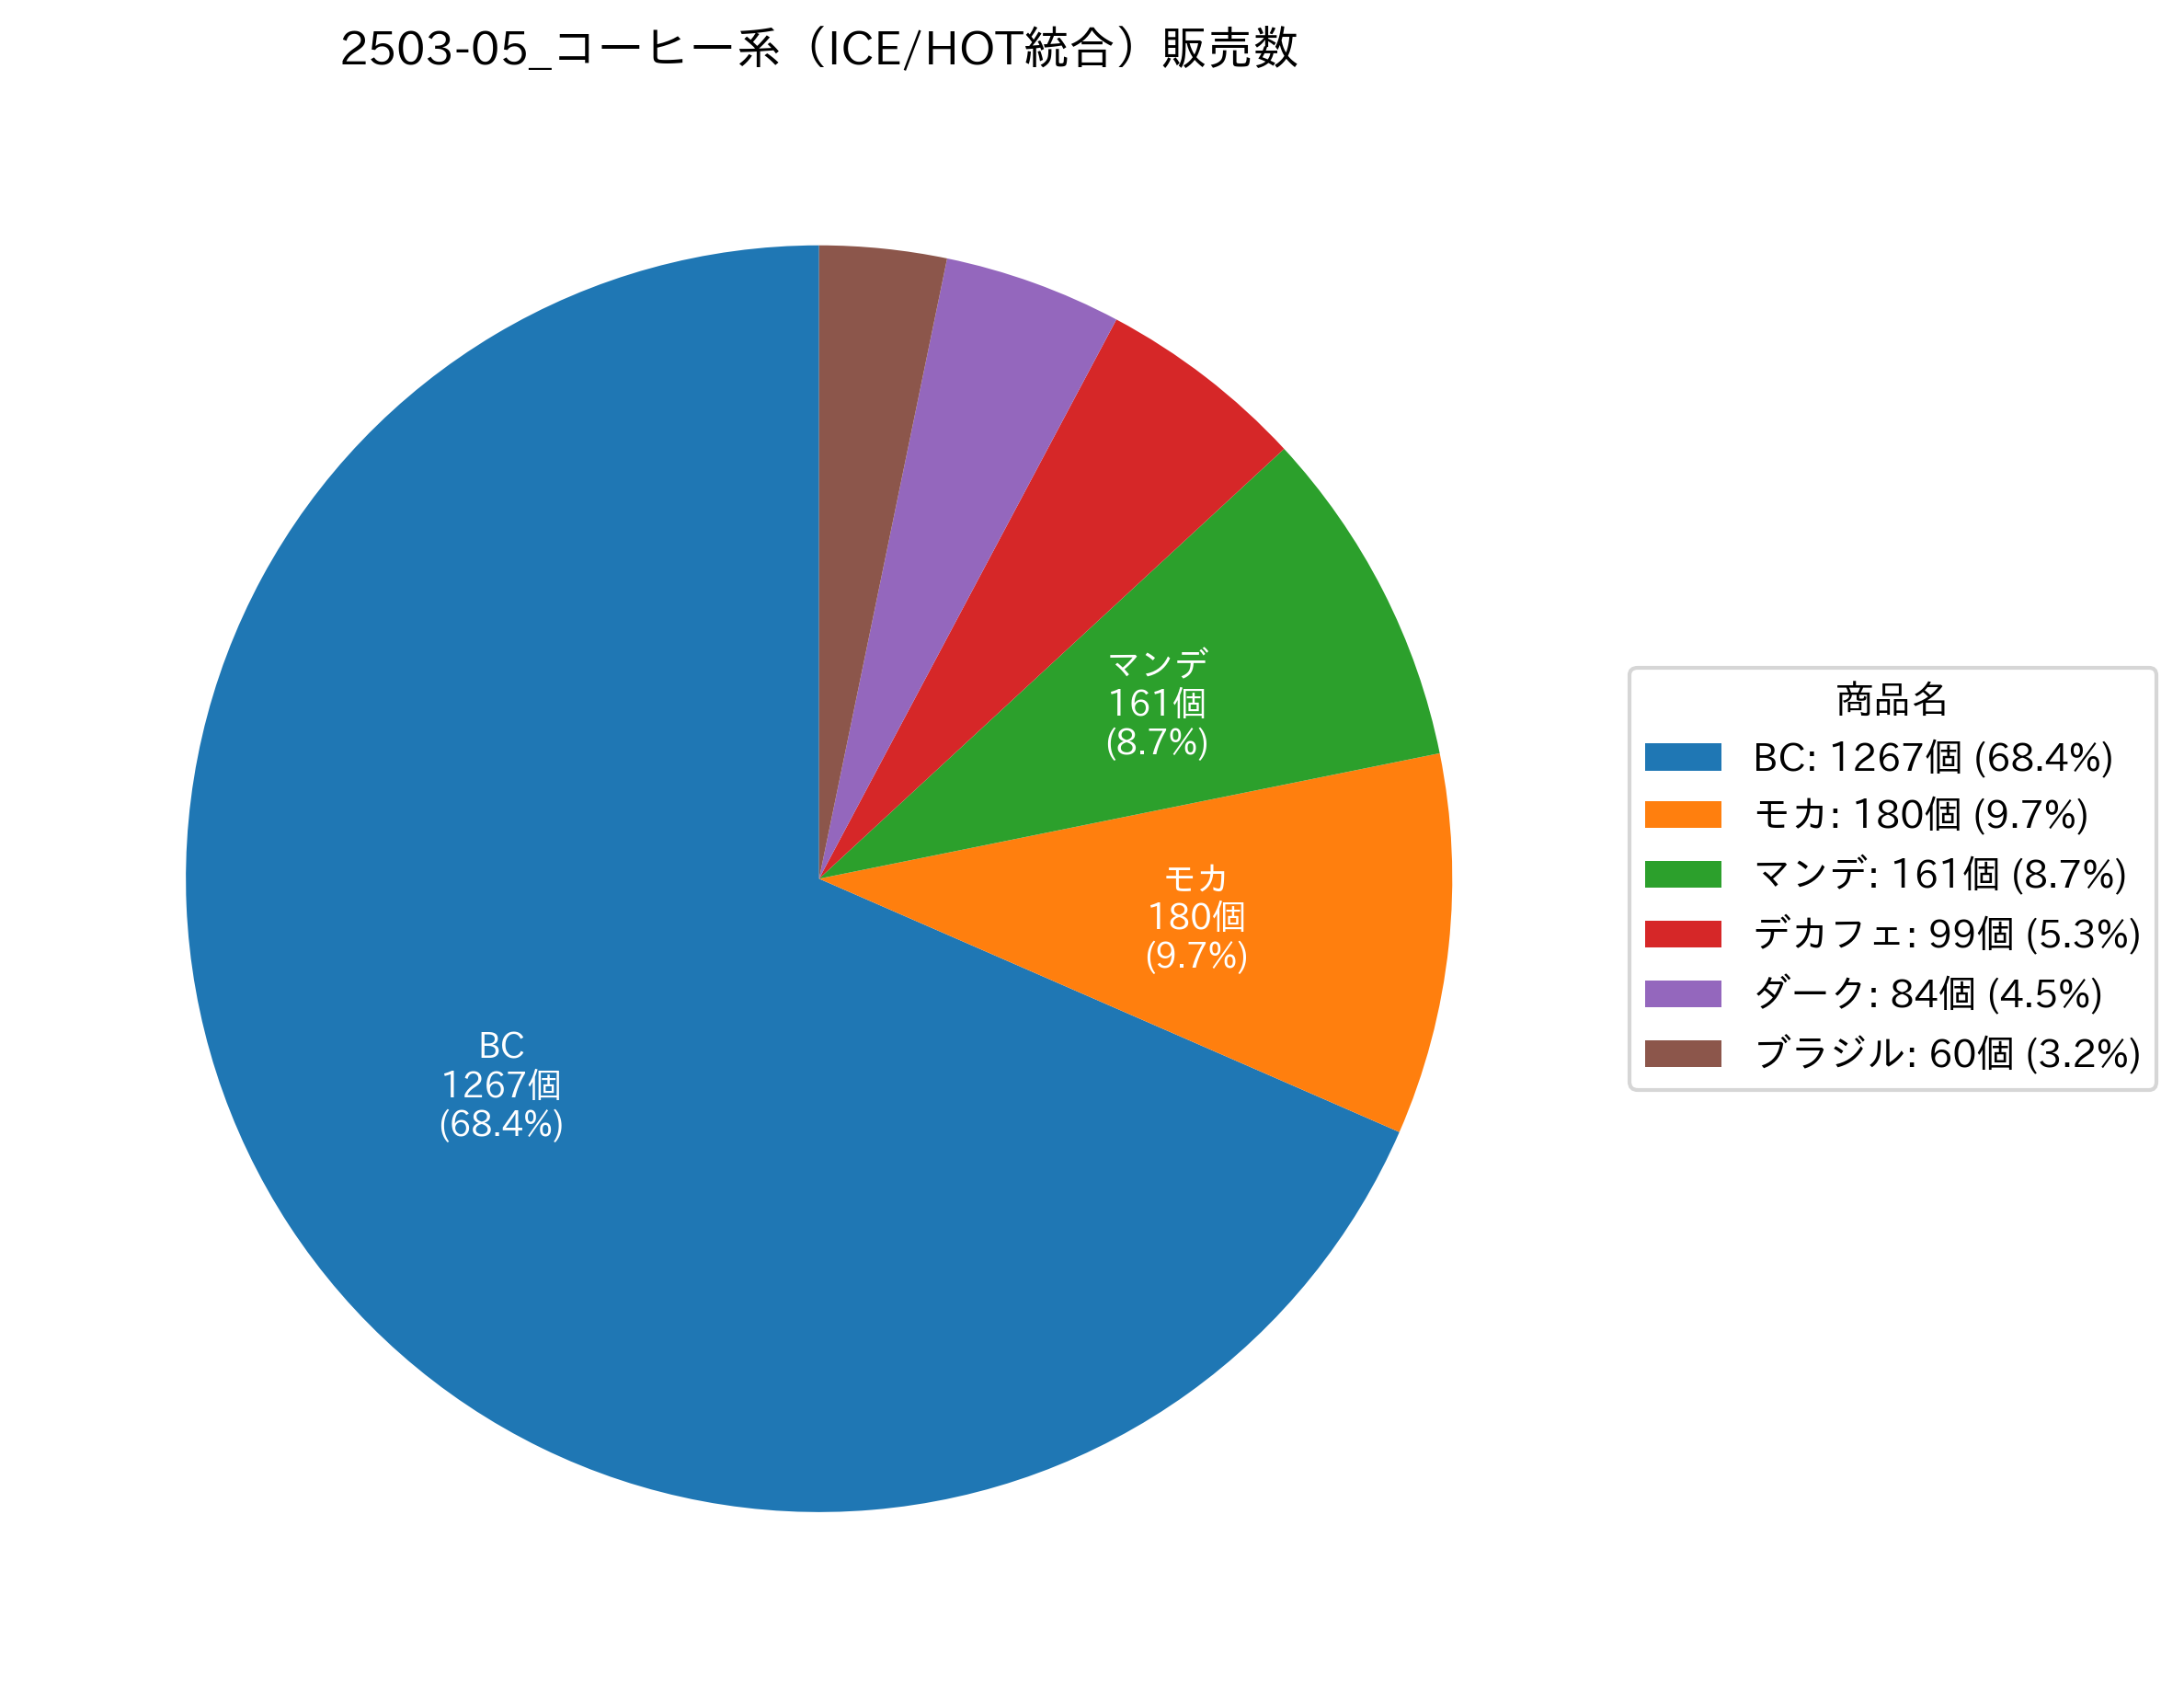 2503-05_コーヒー系（ICE/HOT統合）販売数
マンデ
161個
(8.7%)
モカ
180個
(9.7%)
BC
1267個
(68.4%)
商品名
BC: 1267個 (68.4%)
モカ: 180個 (9.7%)
マンデ: 161個 (8.7%)
デカフェ: 99個 (5.3%)
ダーク: 84個 (4.5%)
ブラジル: 60個 (3.2%)